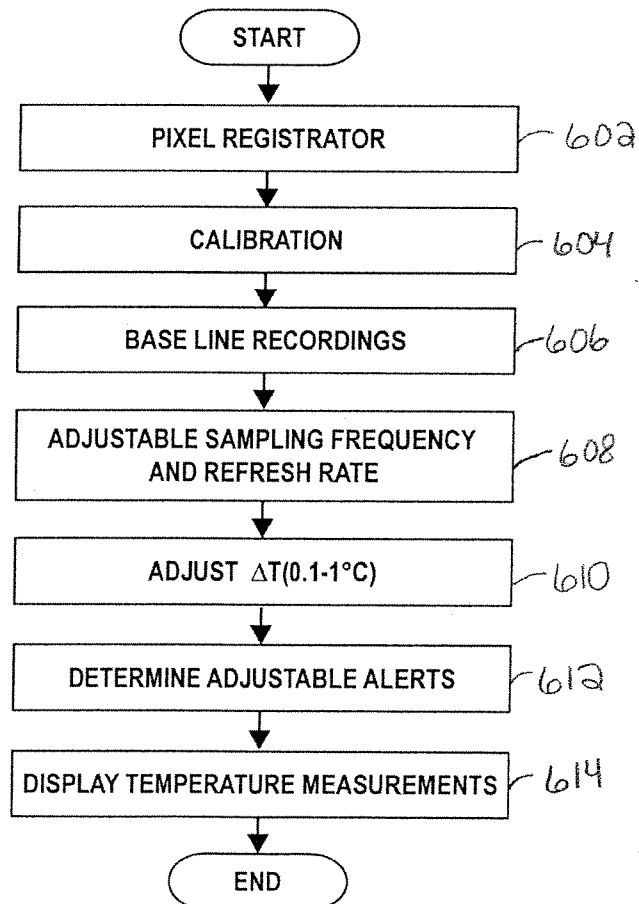 START
PIXEL REGISTRATOR
602
CALIBRATION
604
BASE LINE RECORDINGS
606
ADJUSTABLE SAMPLING FREQUENCY
AND REFRESH RATE
608
ADJUST ΔT(0.1-1°C)
610
DETERMINE ADJUSTABLE ALERTS
612
DISPLAY TEMPERATURE MEASUREMENTS
614
END